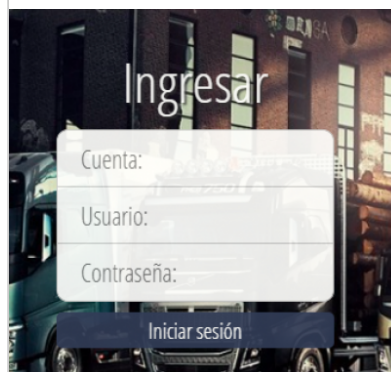 Ingresar
Cuenta:
Usuario:
Contraseña:
Iniciar sesión